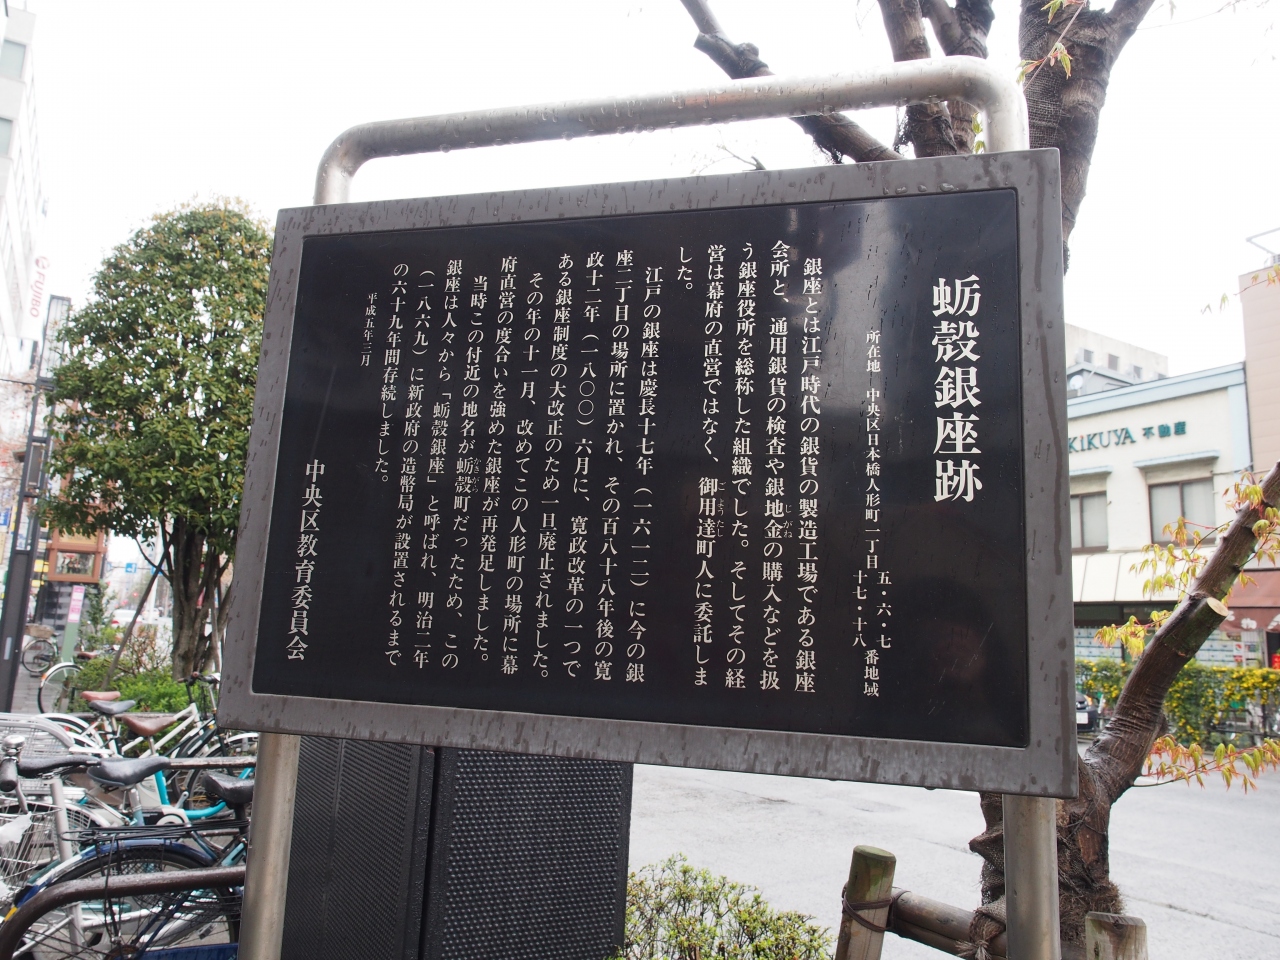 蛎殻銀座跡
所在地 中央区日本橋人形町一丁目 五・六・七 十七・十八 番地域
銀座とは江戸時代の銀貨の製造工場である銀座
会所と、通用銀貨の検査や銀地金の購入などを扱
じがね
う銀座役所を総称した組織でした。そしてその経
営は幕府の直営ではなく、御用達町人に委託しま
ごようたし
した。
江戸の銀座は慶長十七年（一六一二）に今の銀
座二丁目の場所に置かれ、その百八十八年後の寛
政十二年（一八〇〇）六月に、寛政改革の一つで
ある銀座制度の大改正のため一旦廃止されました。
その年の十一月、改めてこの人形町の場所に幕
府直営の度合いを強めた銀座が再発足しました。
当時この付近の地名が蛎殻町だったため、この
かきがら
銀座は人々から「蛎殻銀座」と呼ばれ、明治二年
（一八六九）に新政府の造幣局が設置されるまで
の六十九年間存続しました。
平成五年三月
中央区教育委員会
KIKUYA 不動産
FUJIBO